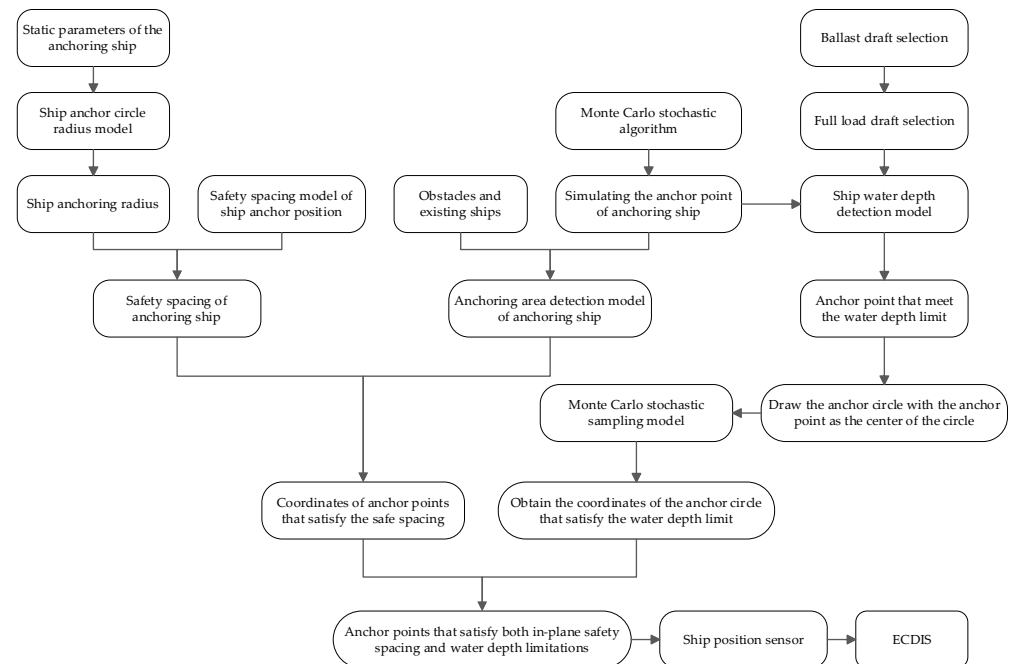 Static parameters of the
anchoring ship
Ballast draft selection
Ship anchor circle
radius model
Monte Carlo stochastic
algorithm
Full load draft selection
Ship anchoring radius
Safety spacing model of
ship anchor position
Obstacles and
existing ships
Simulating the anchor point
of anchoring ship
Ship water depth
detection model
Safety spacing of
anchoring ship
Anchoring area detection model
of anchoring ship
Anchor point that meet
the water depth limit
Monte Carlo stochastic
sampling model
Draw the anchor circle with the anchor
point as the center of the circle
Coordinates of anchor points
that satisfy the safe spacing
Obtain the coordinates of the anchor circle
that satisfy the water depth limit
Anchor points that satisfy both in-plane safety
spacing and water depth limitations
Ship position sensor
ECDIS